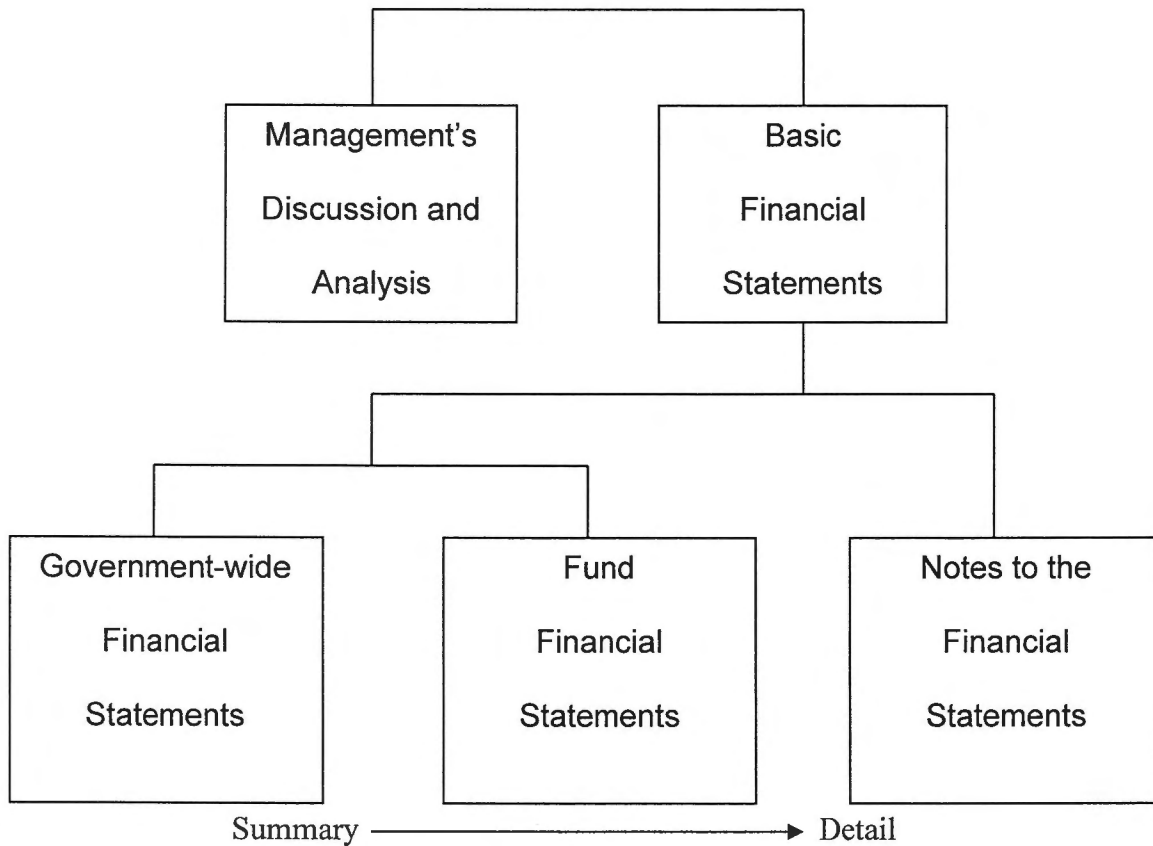 Management’s
Discussion and
Analysis
Basic
Financial
Statements
Government-wide
Financial
Statements
Fund
Financial
Statements
Notes to the
Financial
Statements
Summary
Detail